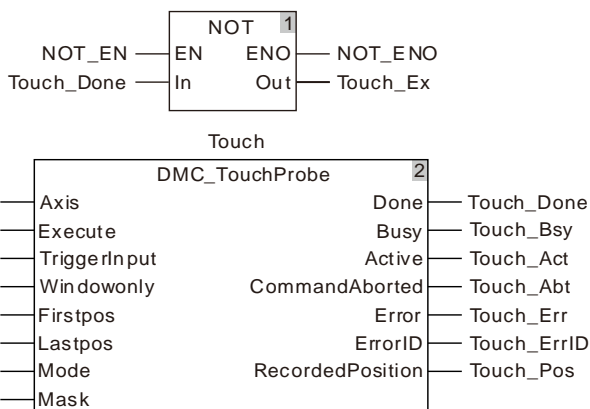 NOT 1
NOT_EN EN ENO NOT_ENO
Touch_Done In Out Touch_Ex
Touch
DMC_TouchProbe 2
Axis Done Touch_Done
Execute Busy Touch_Bsy
TriggerInput Active Touch_Act
Windowonly CommandAborted Touch_Abt
Firstpos Error Touch_Err
Lastpos ErrorID Touch_ErrID
Mode RecordedPosition Touch_Pos
Mask